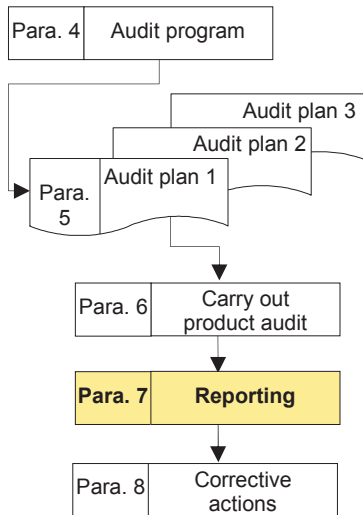 Para. 4 Audit program
Audit plan 3
Audit plan 2
Audit plan 1
Para.
5
Para. 6 Carry out
product audit
Para. 7 Reporting
Para. 8 Corrective
actions